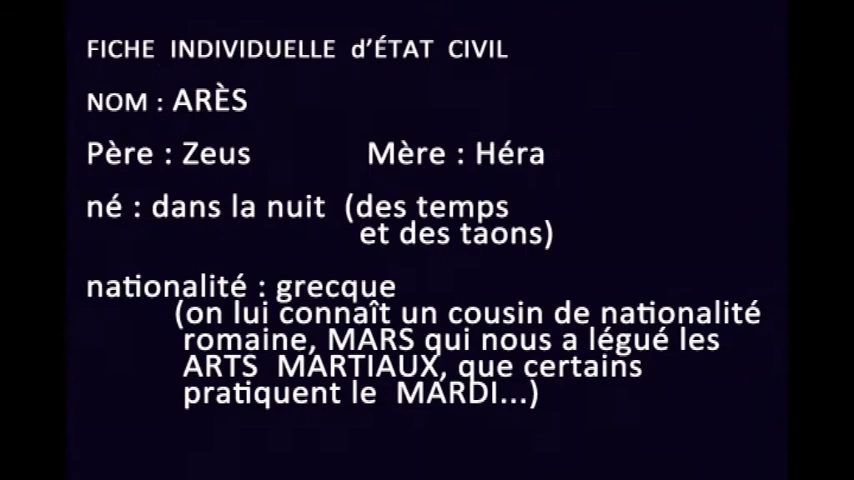 FICHE INDIVIDUELLE d'ÉTAT CIVIL
NOM : ARÈS
Père : Zeus Mère : Héra
né : dans la nuit (des temps
et des taons)
nationalité : grecque
(on lui connaît un cousin de nationalité
romaine, MARS qui nous a légué les
ARTS MARTIAUX, que certains
pratiquent le MARDI...)